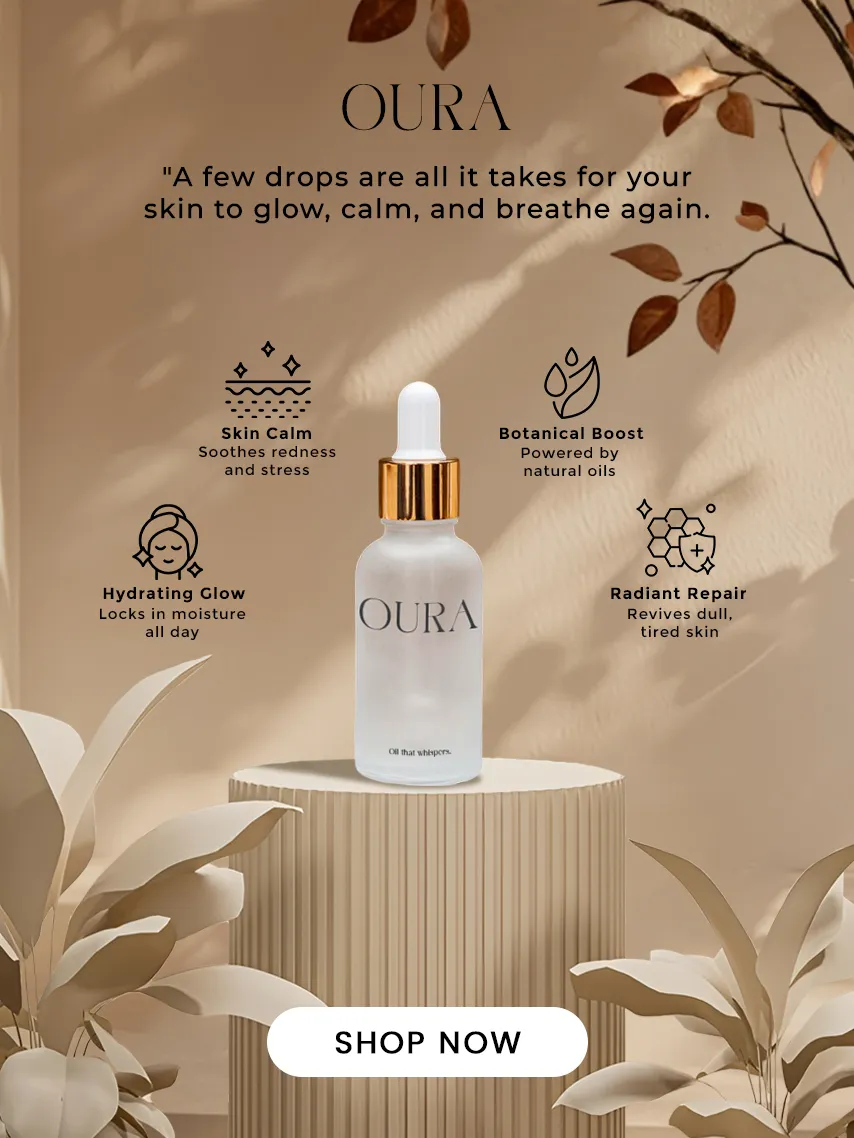 OURA
"A few drops are all it takes for your
skin to glow, calm, and breathe again.
Skin Calm
Soothes redness
and stress
Botanical Boost
Powered by
natural oils
Hydrating Glow
Locks in moisture
all day
Radiant Repair
Revives dull,
tired skin
OURA
Oil that whispers.
SHOP NOW